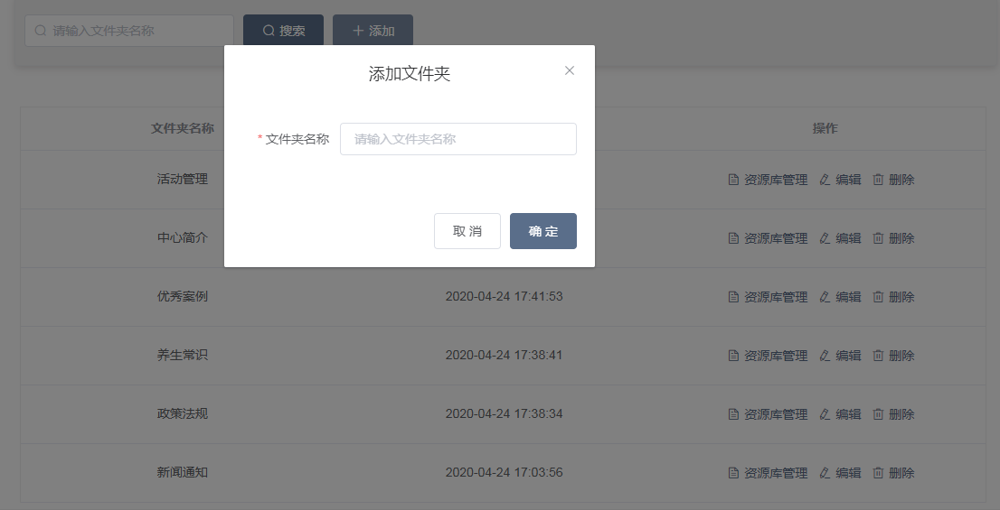 请输入文件夹名称 搜索 添加
添加文件夹
* 文件夹名称 请输入文件夹名称
取 消 确 定
文件夹名称 操作
活动管理 资源库管理 编辑 删除
中心简介 资源库管理 编辑 删除
优秀案例 2020-04-24 17:41:53 资源库管理 编辑 删除
养生常识 2020-04-24 17:38:41 资源库管理 编辑 删除
政策法规 2020-04-24 17:38:34 资源库管理 编辑 删除
新闻通知 2020-04-24 17:03:56 资源库管理 编辑 删除